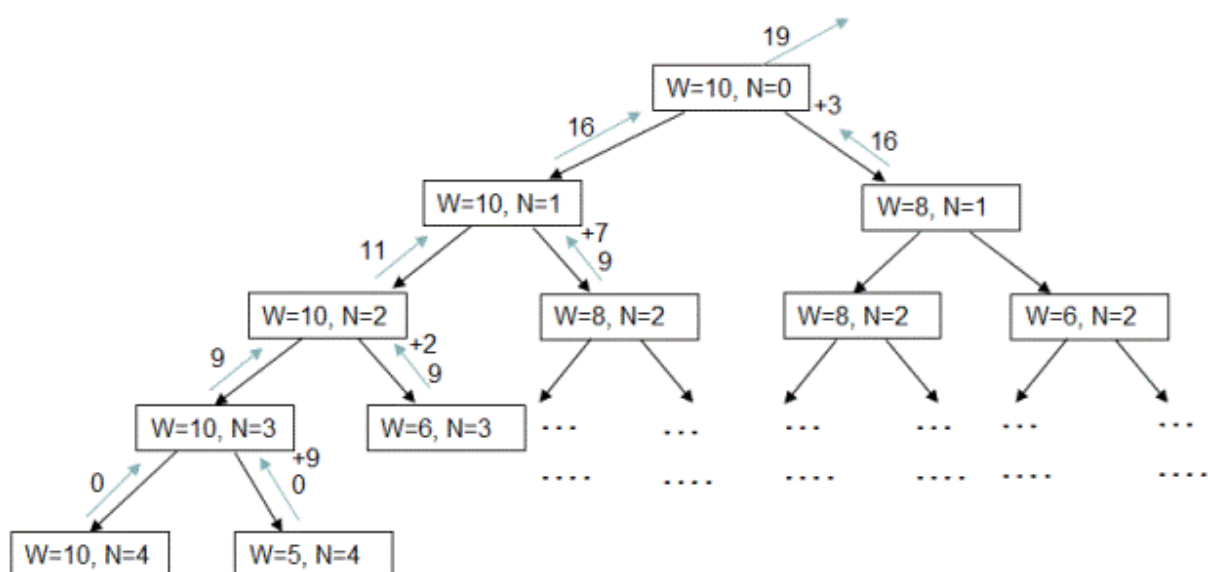 19
W=10, N=0
+3
16
16
W=10, N=1
W=8, N=1
+7
11
9
W=10, N=2
W=8, N=2
W=8, N=2
W=6, N=2
+2
9
9
W=10, N=3
W=6, N=3
... ... ... ... ... ...
+9
0
0
.... .... .... .... .... ....
W=10, N=4
W=5, N=4